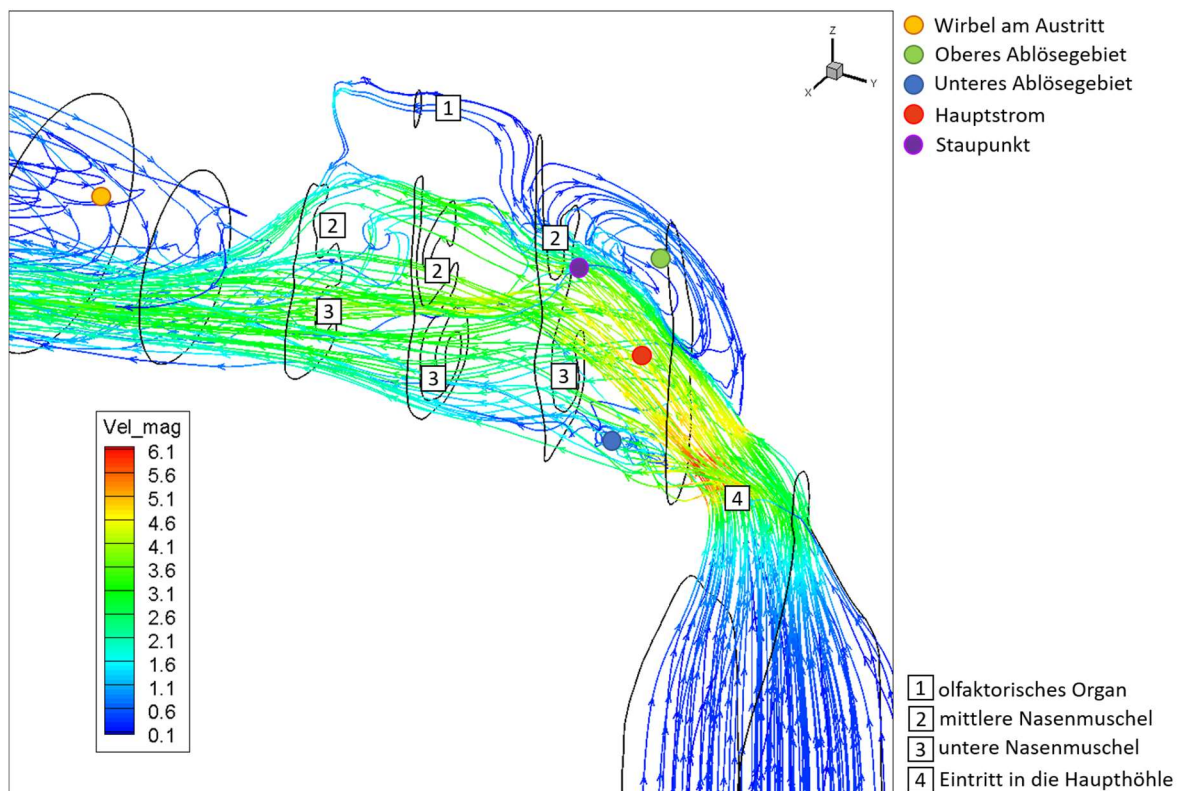 Wirbel am Austritt
Oberes Ablösegebiet
Unteres Ablösegebiet
Hauptstrom
Staupunkt
Z
Y
X
1
2
2
2
3
3
3
4
Vel_mag
6.1
5.6
5.1
4.6
4.1
3.6
3.1
2.6
2.1
1.6
1.1
0.6
0.1
1 olfaktorisches Organ
2 mittlere Nasenmuschel
3 untere Nasenmuschel
4 Eintritt in die Haupthöhle